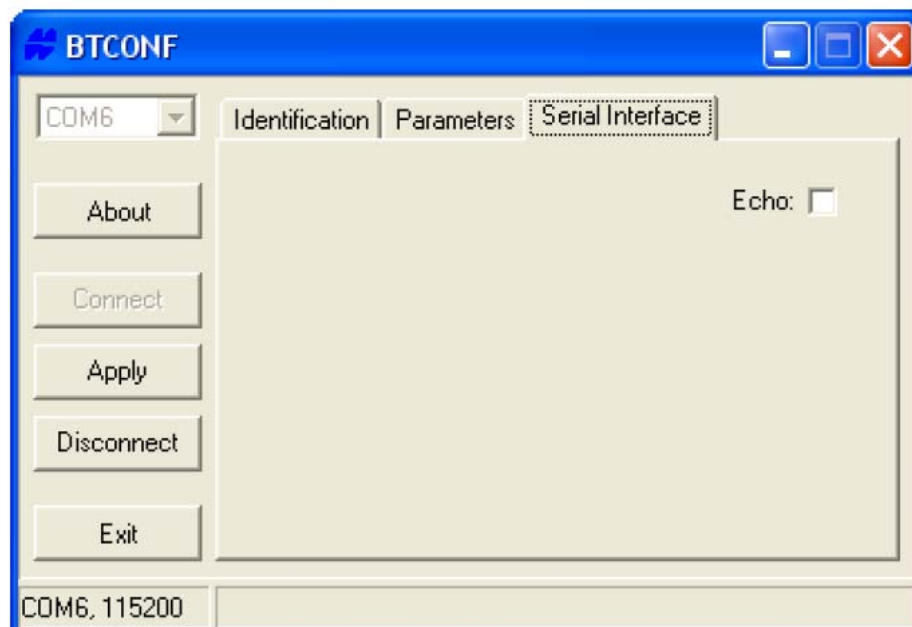 BTCONF
COM6
Identification Parameters Serial Interface
About
Echo:
Connect
Apply
Disconnect
Exit
COM6, 115200